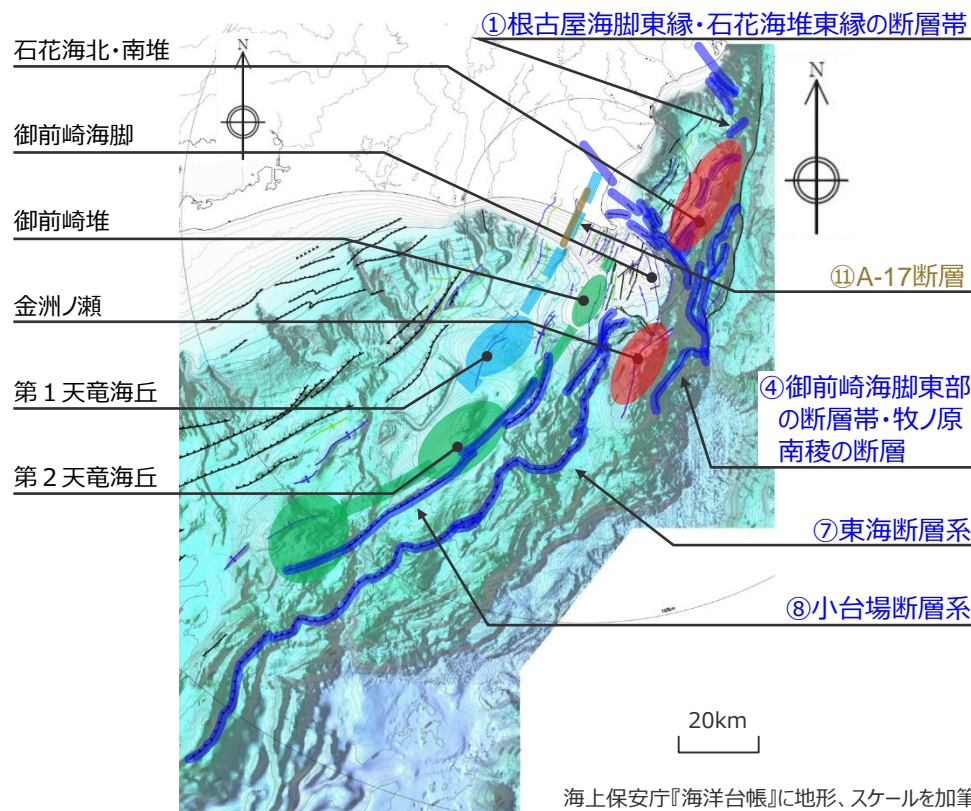 ①根古屋海脚東縁・石花海堆東縁の断層帯
石花海北・南堆
N
N
御前崎海脚
御前崎堆
⑪A-17断層
金洲ノ瀬
第１天竜海丘
④御前崎海脚東部
の断層帯・牧ノ原
南稜の断層
第２天竜海丘
⑦東海断層系
⑧小台場断層系
100km
20km
海上保安庁『海洋台帳』に地形、スケールを加筆